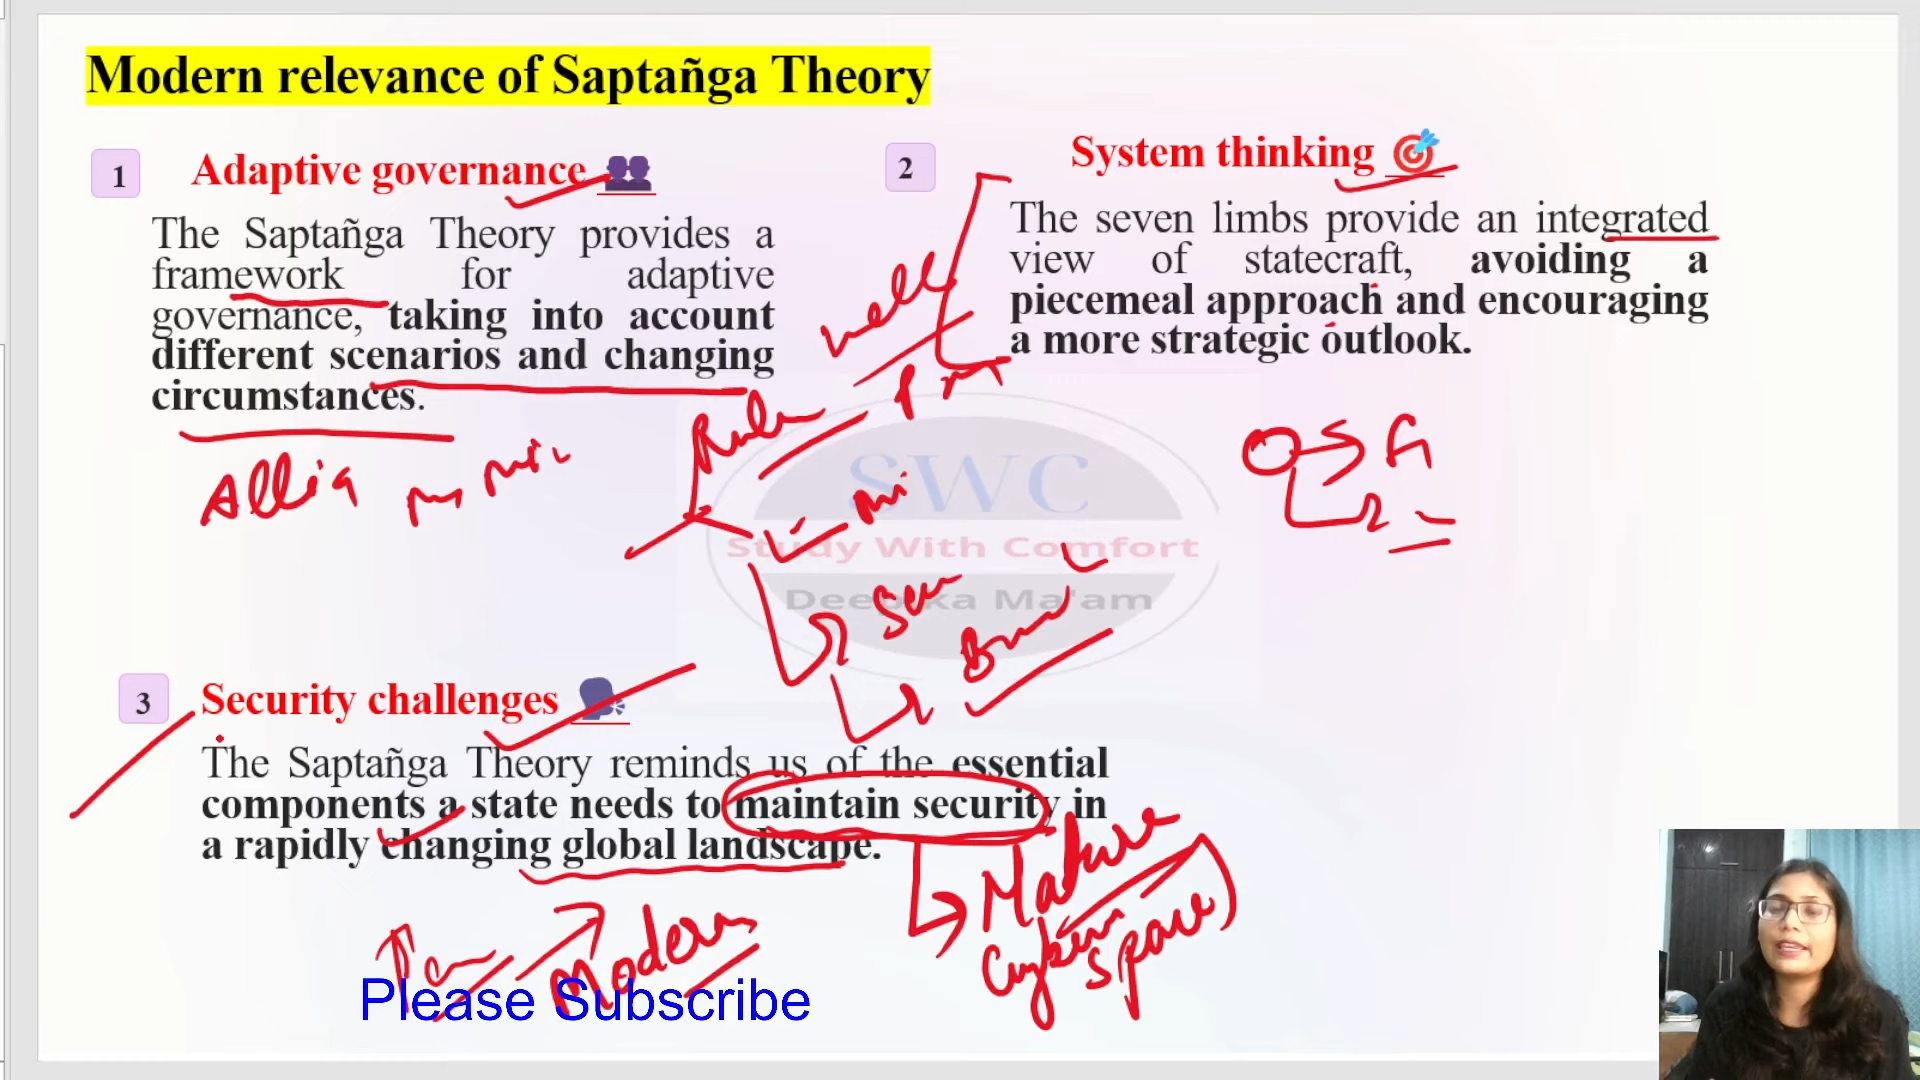 Modern relevance of Saptañga Theory
1
Adaptive governance
The Saptañga Theory provides a
framework for adaptive
governance, taking into account
different scenarios and changing
circumstances.
2
System thinking
The seven limbs provide an integrated
view of statecraft, avoiding a
piecemeal approach and encouraging
a more strategic outlook.
SWC
Study With Comfort
Deepika Ma'am
3
Security challenges
The Saptañga Theory reminds us of the essential
components a state needs to maintain security in
a rapidly changing global landscape.
Modern
space
Please Subscribe